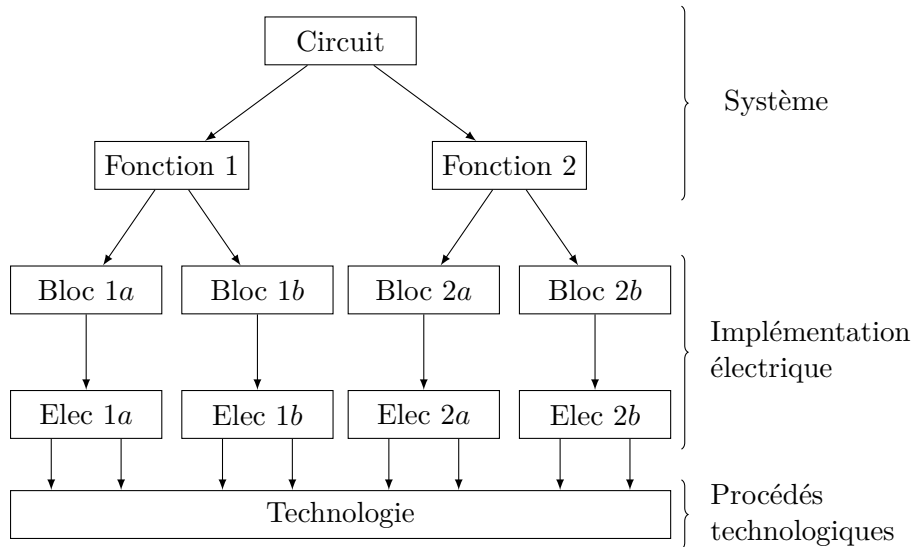 Circuit
Système
Fonction 1
Fonction 2
Bloc 1a
Bloc 1b
Bloc 2a
Bloc 2b
Implémentation
électrique
Elec 1a
Elec 1b
Elec 2a
Elec 2b
Technologie
Procédés
technologiques